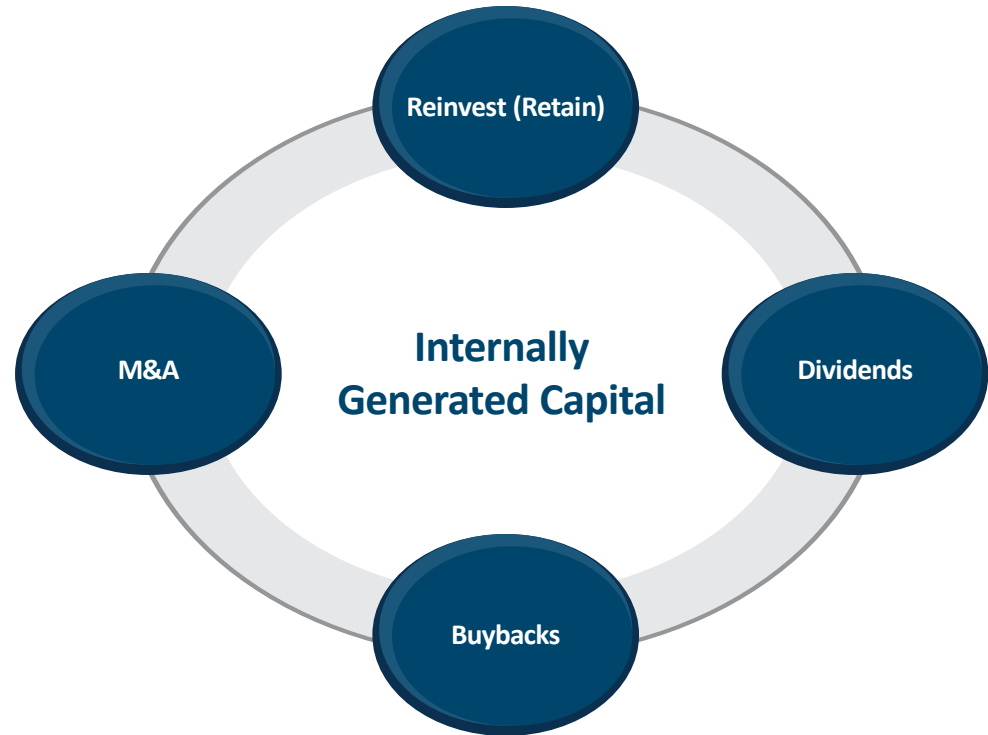 Reinvest (Retain)
M&A
Internally
Generated Capital
Dividends
Buybacks